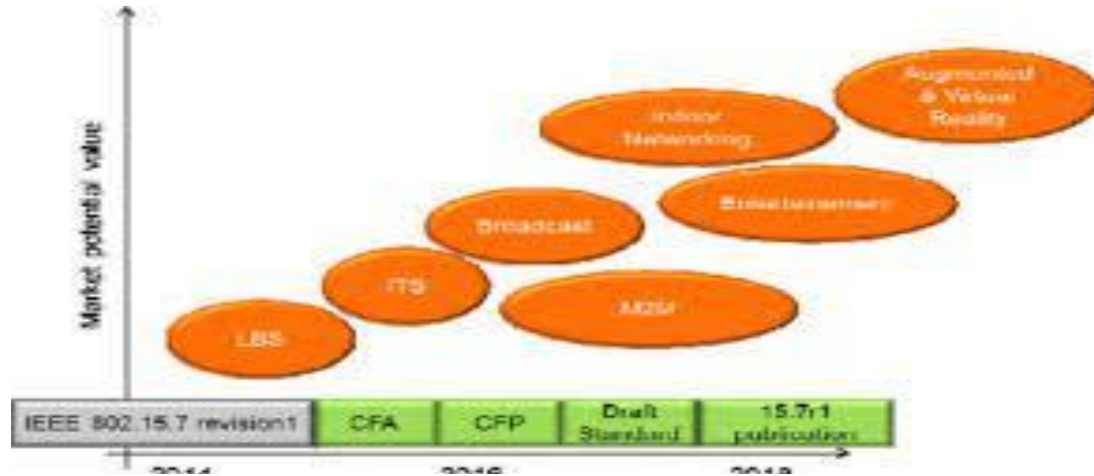 Augmented
& Virtual
Reality
Indoor
Networking
Entertainment
Broadcast
ITS
M2M
LBS
Market potential value
IEEE 802.15.7 revision1
CFA
CFP
Draft
Standard
15.7r1
publication
2014